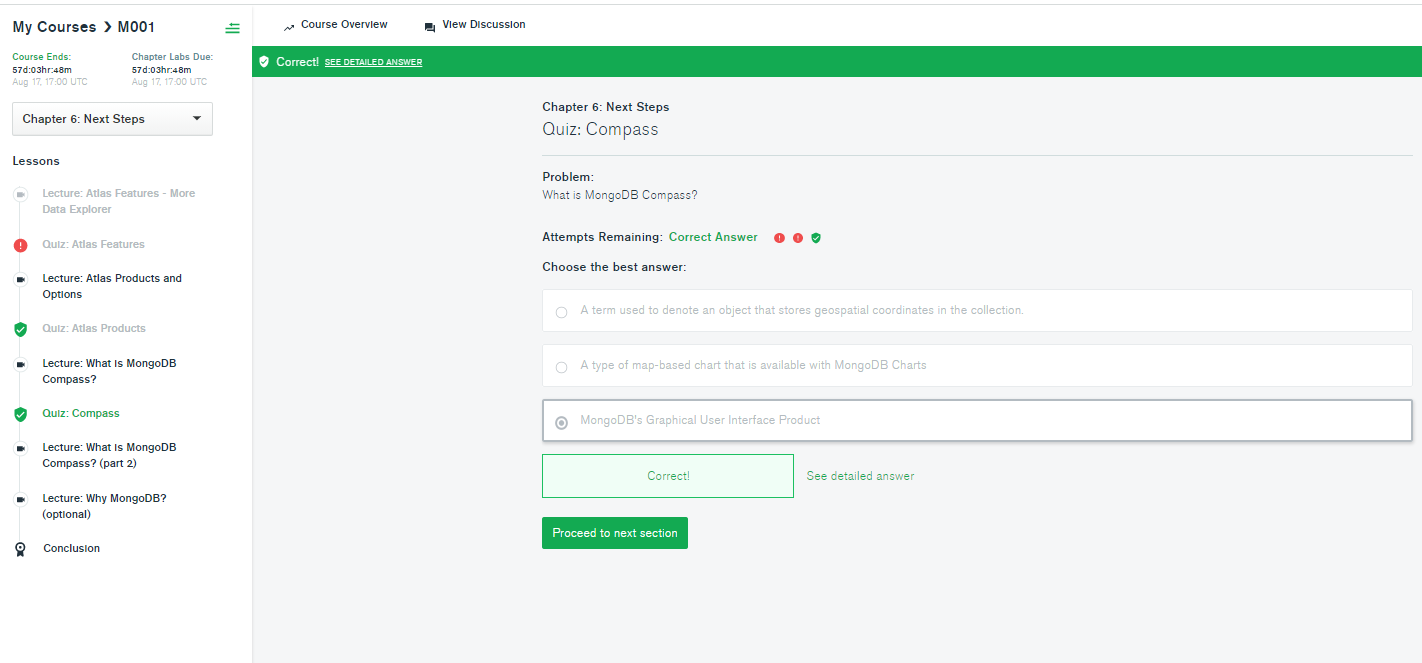 My Courses > M001
Course Ends:
57d:03hr:48m
Aug 17, 17:00 UTC
Chapter Labs Due:
57d:03hr:48m
Aug 17, 17:00 UTC
Chapter 6: Next Steps
Lessons
Lecture: Atlas Features - More
Data Explorer
Quiz: Atlas Features
Lecture: Atlas Products and
Options
Quiz: Atlas Products
Lecture: What is MongoDB
Compass?
Quiz: Compass
Lecture: What is MongoDB
Compass? (part 2)
Lecture: Why MongoDB?
(optional)
Conclusion
Course Overview
View Discussion
Correct! SEE DETAILED ANSWER
Chapter 6: Next Steps
Quiz: Compass
Problem:
What is MongoDB Compass?
Attempts Remaining: Correct Answer
Choose the best answer:
A term used to denote an object that stores geospatial coordinates in the collection.
A type of map-based chart that is available with MongoDB Charts
MongoDB's Graphical User Interface Product
Correct!
See detailed answer
Proceed to next section